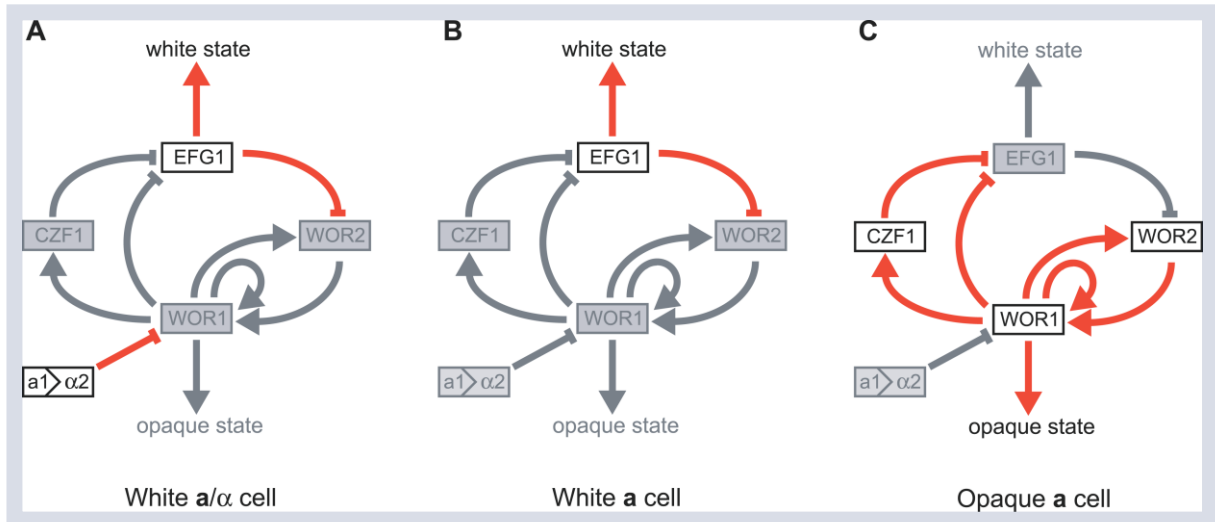 A
white state
EFG1
CZF1
WOR2
WOR1
a1 α2
opaque state
White a/α cell
B
white state
EFG1
CZF1
WOR2
WOR1
a1 α2
opaque state
White a cell
C
white state
EFG1
CZF1
WOR2
WOR1
a1 α2
opaque state
Opaque a cell